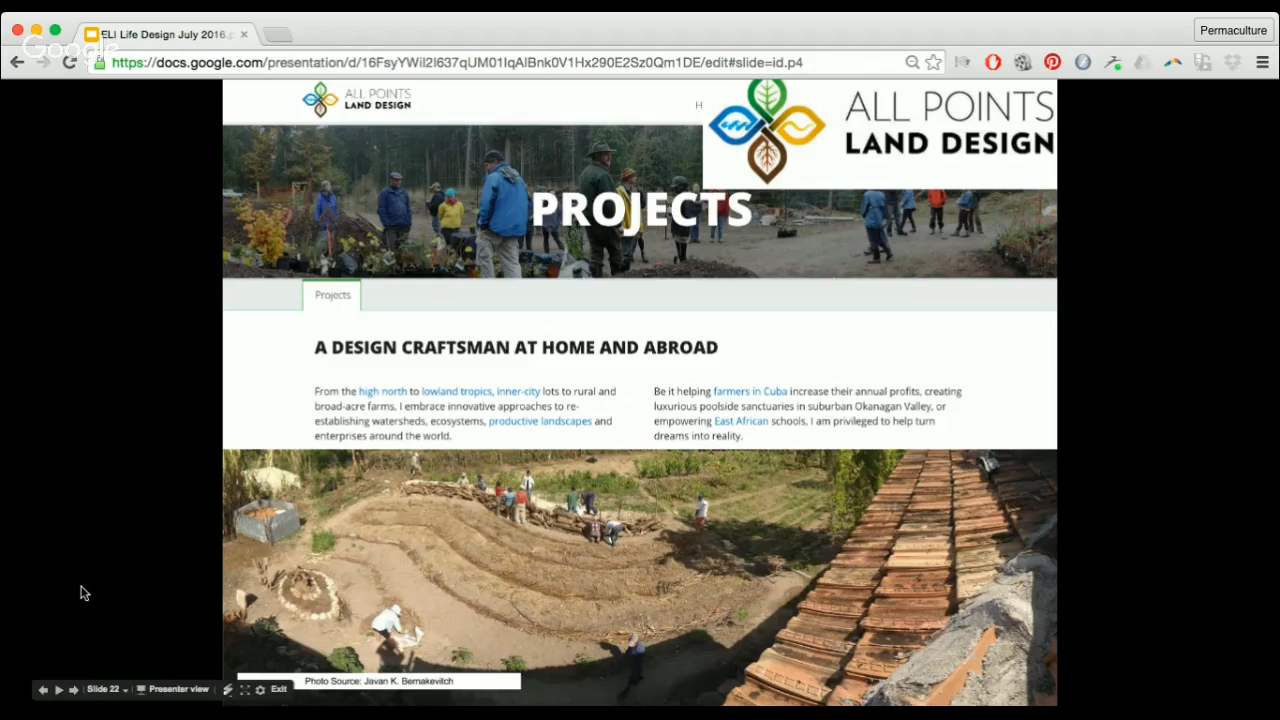 ELI Life Design July 2016.p
Permaculture
Google
https://docs.google.com/presentation/d/16FsyYWil2l637qUM01IqAlBnk0V1Hx290E2Sz0Qm1DE/edit#slide=id.p4
ALL POINTS
LAND DESIGN
H
ALL POINTS
LAND DESIGN
PROJECTS
Projects
A DESIGN CRAFTSMAN AT HOME AND ABROAD
From the high north to lowland tropics, inner-city lots to rural and
broad-acre farms, I embrace innovative approaches to re-
establishing watersheds, ecosystems, productive landscapes and
enterprises around the world.
Be it helping farmers in Cuba increase their annual profits, creating
luxurious poolside sanctuaries in suburban Okanagan Valley, or
empowering East African schools, I am privileged to help turn
dreams into reality.
Photo Source: Javan K. Bernakevitch
Slide 22
Presenter view
Exit